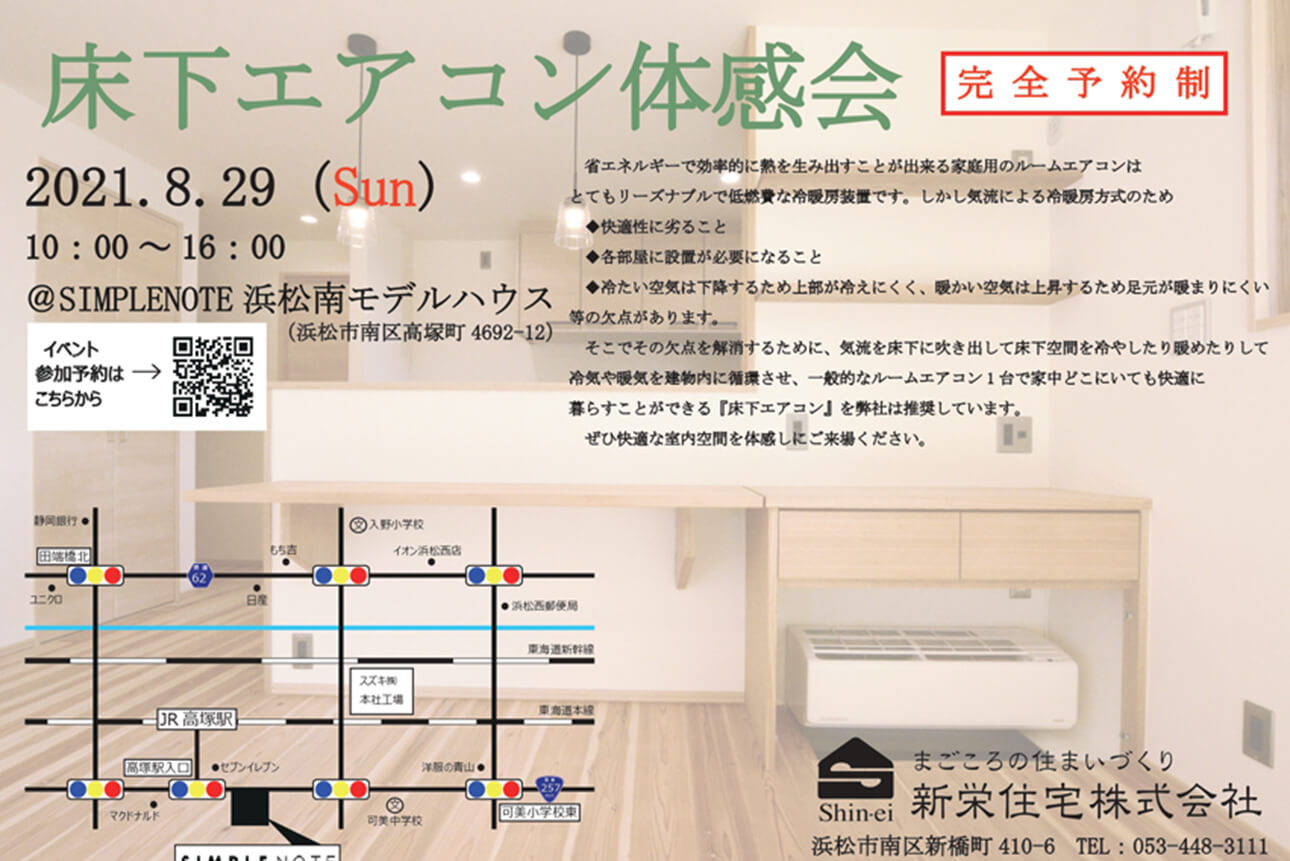 床下エアコン体感会
完全予約制
2021.8.29（Sun）
10：00～16：00
@SIMPLENOTE 浜松南モデルハウス
（浜松市南区高塚町 4692-12）
イベント
参加予約は →
こちらから
省エネルギーで効率的に熱を生み出すことが出来る家庭用のルームエアコンは
とてもリーズナブルで低燃費な冷暖房装置です。しかし気流による冷暖房方式のため
◆快適性に劣ること
◆各部屋に設置が必要になること
◆冷たい空気は下降するため上部が冷えにくく、暖かい空気は上昇するため足元が暖まりにくい
等の欠点があります。
そこでその欠点を解消するために、気流を床下に吹き出して床下空間を冷やしたり暖めたりして
冷気や暖気を建物内に循環させ、一般的なルームエアコン1台で家中どこにいても快適に
暮らすことができる『床下エアコン』を弊社は推奨しています。
ぜひ快適な室内空間を体感しにご来場ください。
静岡銀行
入野小学校
田端橋北
もち吉
イオン浜松西店
62
ユニクロ
日産
浜松西郵便局
東海道新幹線
スズキ㈱
本社工場
東海道本線
JR 高塚駅
高塚駅入口
セブンイレブン
洋服の青山
257
マクドナルド
可美中学校
可美小学校東
SIMPLENOTE
まごころの住まいづくり
Shin-ei
新栄住宅株式会社
浜松市南区新橋町 410-6　TEL：053-448-3111